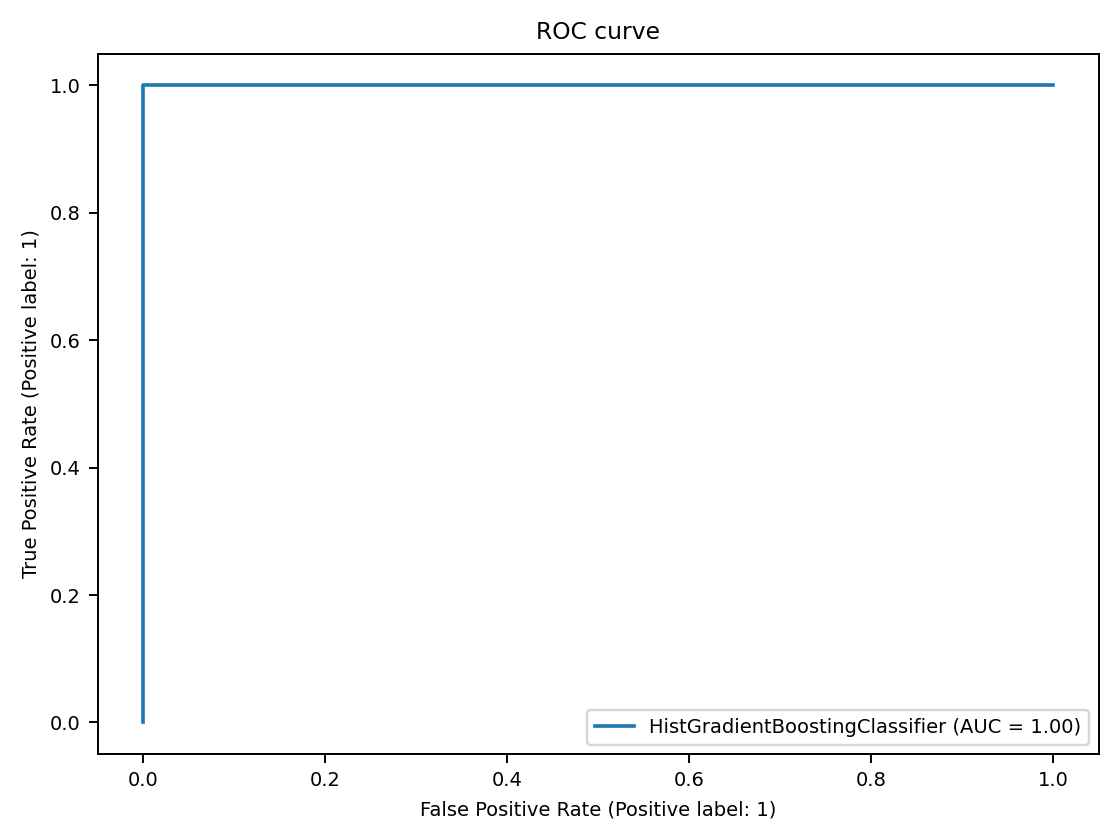 ROC curve
1.0
0.8
0.6
0.4
0.2
0.0
True Positive Rate (Positive label: 1)
HistGradientBoostingClassifier (AUC = 1.00)
0.0 0.2 0.4 0.6 0.8 1.0
False Positive Rate (Positive label: 1)